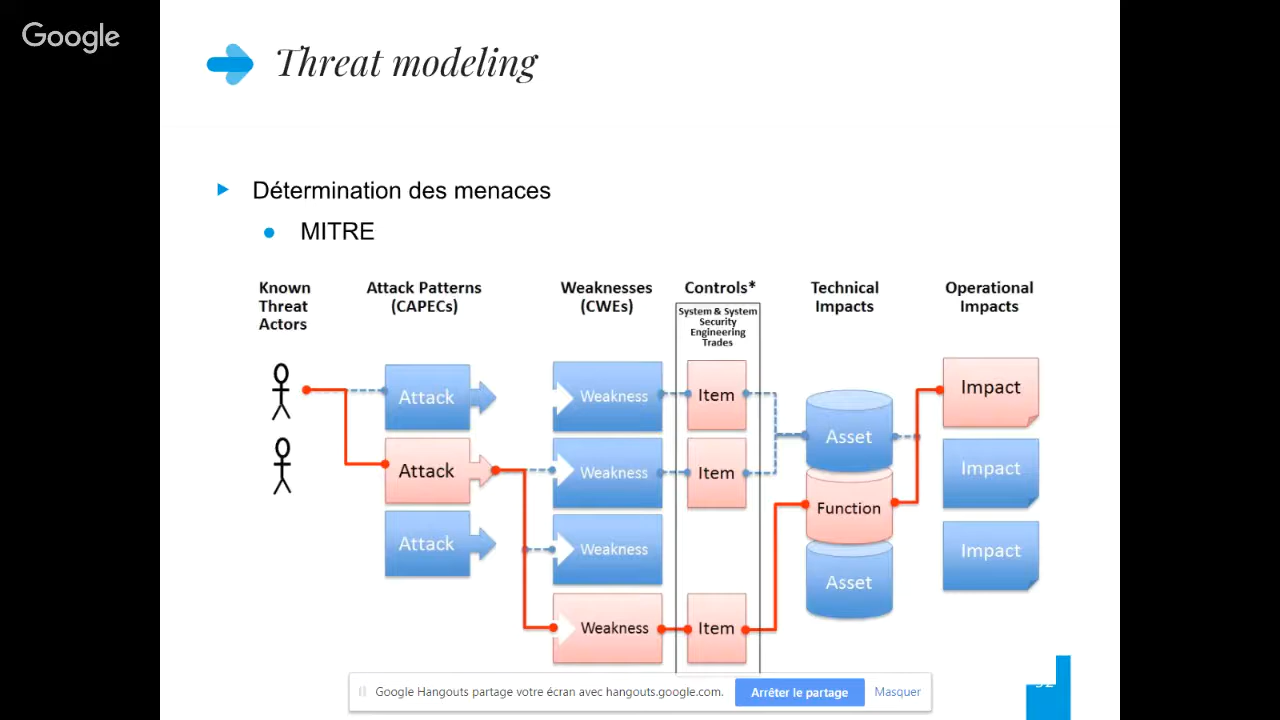 Google
Threat modeling
Détermination des menaces
MITRE
Known
Threat
Actors
Attack Patterns
(CAPECs)
Weaknesses
(CWEs)
Controls*
System & System
Security
Engineering
Trades
Technical
Impacts
Operational
Impacts
Attack
Weakness
Item
Impact
Asset
Attack
Weakness
Item
Impact
Function
Attack
Weakness
Impact
Asset
Weakness
Item
Google Hangouts partage votre écran avec hangouts.google.com.
Arrêter le partage
Masquer